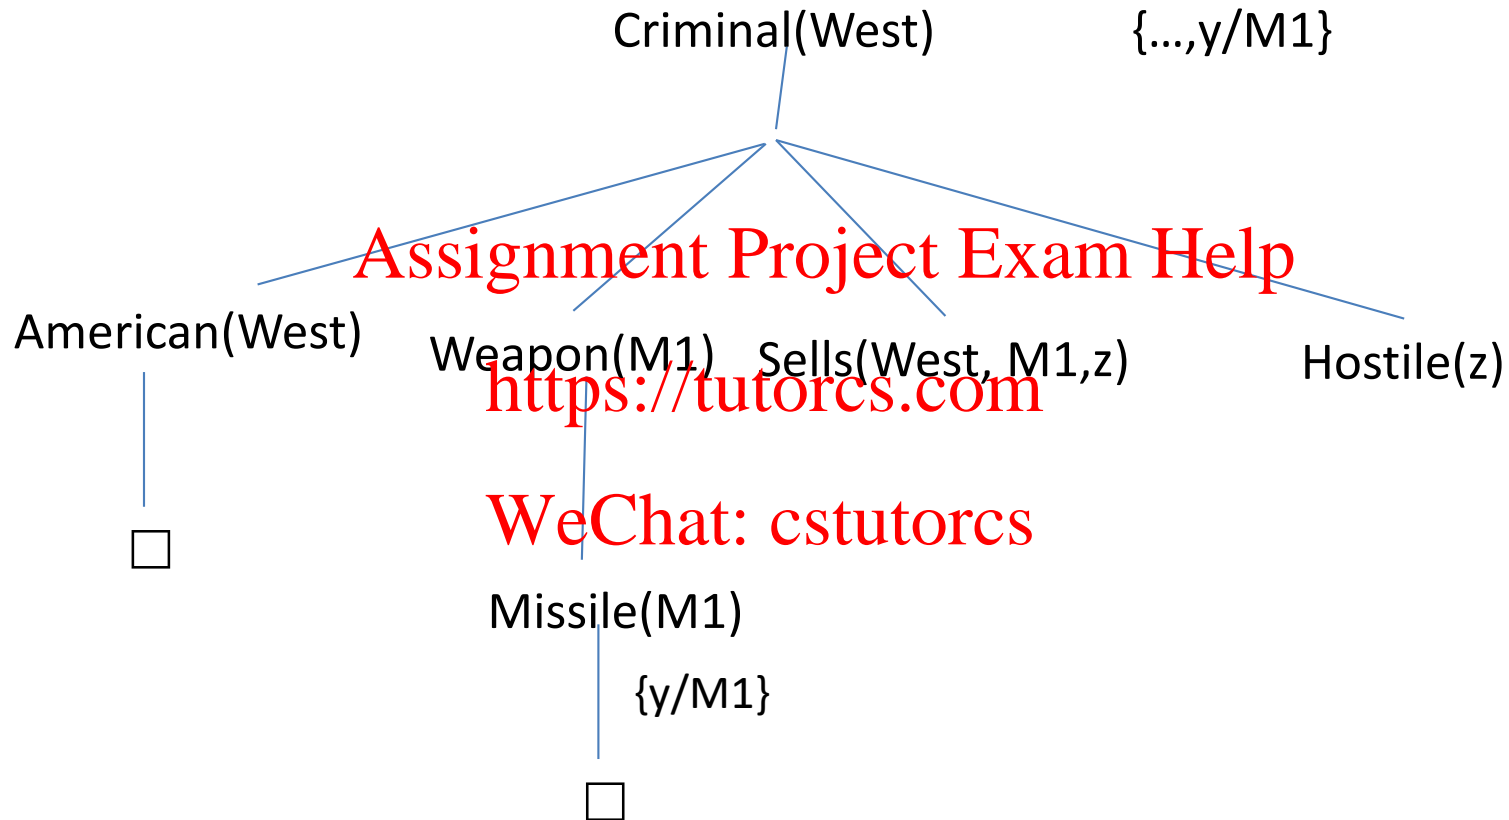 Criminal(West) {…,y/M1}
Assignment Project Exam Help
American(West) Weapon(M1) Sells(West, M1,z) Hostile(z)
https://tutorcs.com
WeChat: cstutorcs
Missile(M1)
{y/M1}